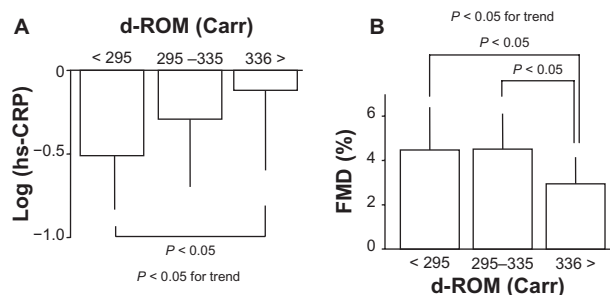 A
d-ROM (Carr)
< 295 295 –335 336 >
0
−0.5
−1.0
Log (hs-CRP)
P < 0.05
P < 0.05 for trend
B
P < 0.05 for trend
P < 0.05
P < 0.05
6
4
2
0
FMD (%)
< 295 295–335 336 >
d-ROM (Carr)